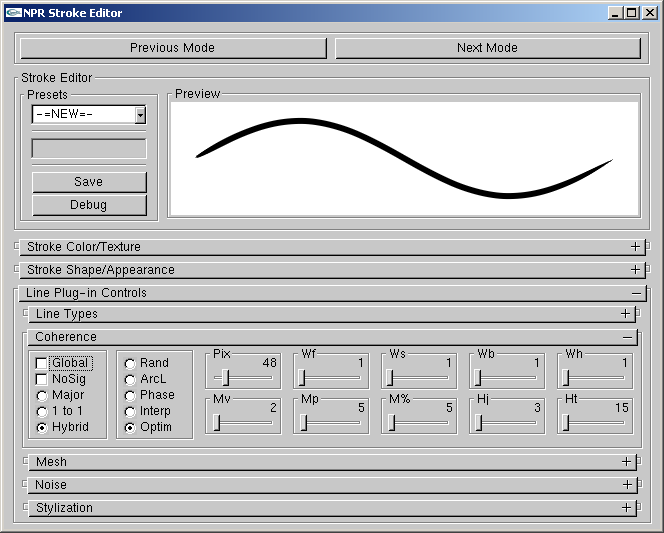 NPR Stroke Editor
Previous Mode
Next Mode
Stroke Editor
Presets
Preview
-=NEW=-
Save
Debug
Stroke Color/Texture
Stroke Shape/Appearance
Line Plug-in Controls
Line Types
Coherence
Global
NoSig
Major
1 to 1
Hybrid
Rand
ArcL
Phase
Interp
Optim
Pix
48
Wf
1
Ws
1
Wb
1
Wh
1
Mv
2
Mp
5
M%
5
Hj
3
Ht
15
Mesh
Noise
Stylization